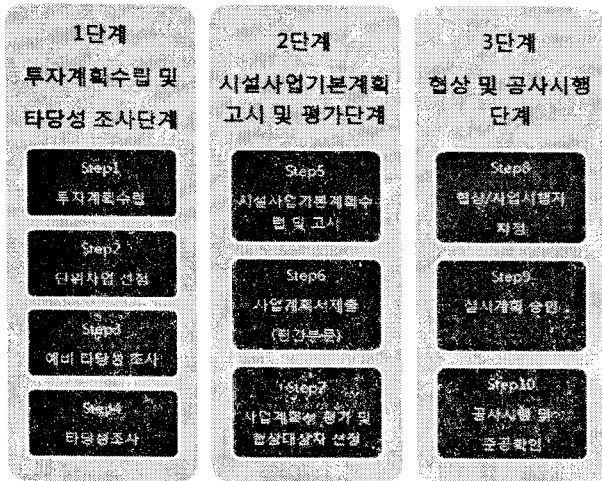 1단계
투자계획수립 및
타당성 조사단계
Step1
투자계획수립
Step2
단위사업 선정
Step3
예비 타당성 조사
Step4
타당성조사
2단계
시설사업기본계획
고시 및 평가단계
Step5
시설사업기본계획수
립 및 고시
Step6
사업계획서제출
(민간부문)
Step7
사업계획서 평가 및
협상대상자 선정
3단계
협상 및 공사시행
단계
Step8
협상/사업시행자
지정
Step9
실시계획 승인
Step10
공사시행 및
준공확인